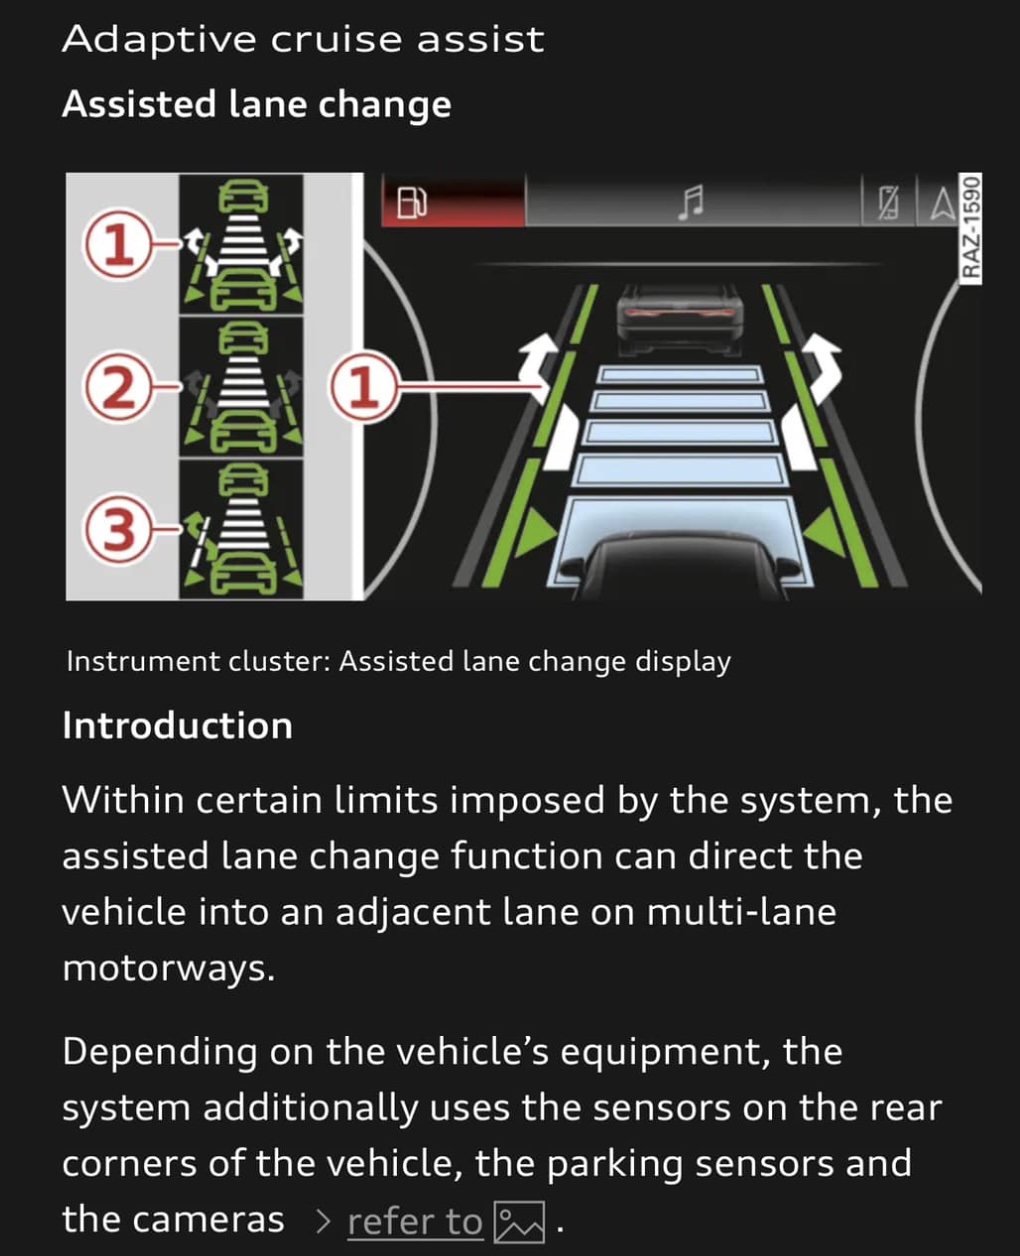 Adaptive cruise assist
Assisted lane change
1
2
3
1
RAZ-1590
Instrument cluster: Assisted lane change display
Introduction
Within certain limits imposed by the system, the
assisted lane change function can direct the
vehicle into an adjacent lane on multi-lane
motorways.
Depending on the vehicle’s equipment, the
system additionally uses the sensors on the rear
corners of the vehicle, the parking sensors and
the cameras > refer to .